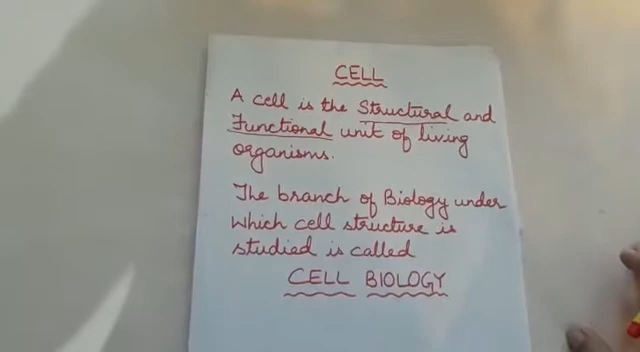 CELL
A cell is the Structural and
Functional unit of living
organisms.
The branch of Biology under
which cell structure is
studied is called
CELL BIOLOGY